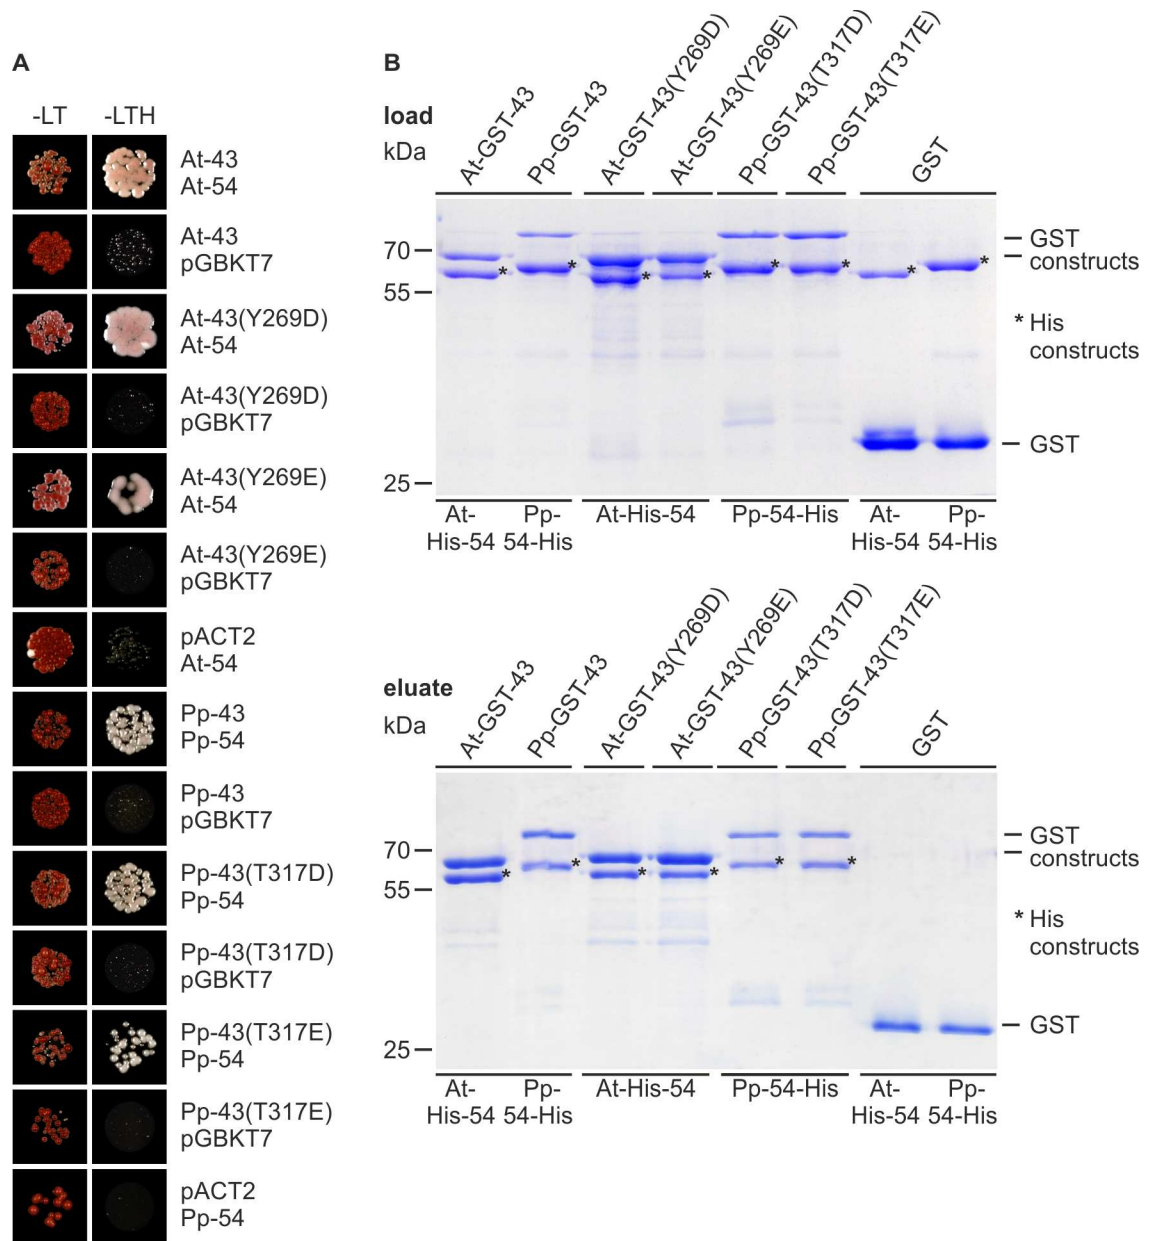 A
-LT -LTH
At-43
At-54
At-43
pGBKT7
At-43(Y269D)
At-54
At-43(Y269D)
pGBKT7
At-43(Y269E)
At-54
At-43(Y269E)
pGBKT7
pACT2
At-54
Pp-43
Pp-54
Pp-43
pGBKT7
Pp-43(T317D)
Pp-54
Pp-43(T317D)
pGBKT7
Pp-43(T317E)
Pp-54
Pp-43(T317E)
pGBKT7
pACT2
Pp-54
B
load
kDa
At-GST-43
Pp-GST-43
At-GST-43(Y269D)
At-GST-43(Y269E)
Pp-GST-43(T317D)
Pp-GST-43(T317E)
GST
70
55
25
* * * * * * * *
GST
constructs
* His
constructs
GST
At- Pp- At-His-54 Pp-54-His At- Pp-
His-54 54-His His-54 54-His
eluate
kDa
At-GST-43
Pp-GST-43
At-GST-43(Y269D)
At-GST-43(Y269E)
Pp-GST-43(T317D)
Pp-GST-43(T317E)
GST
70
55
25
* * * * * *
GST
constructs
* His
constructs
GST
At- Pp- At-His-54 Pp-54-His At- Pp-
His-54 54-His His-54 54-His